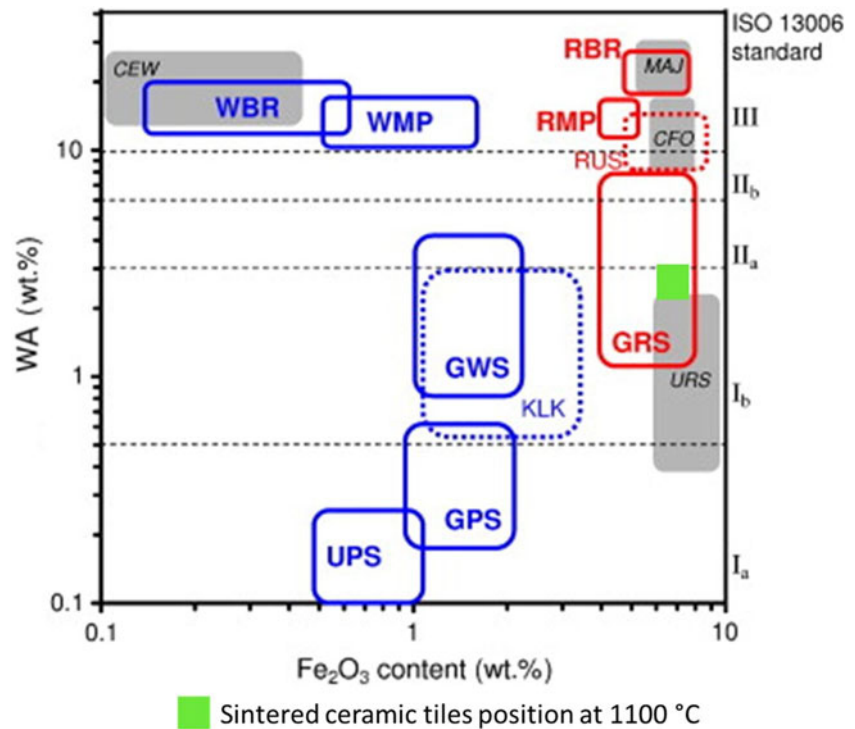 ISO 13006
standard
CEW
WBR
WMP
RBR
MAJ
RMP
III
CFO
RUS
10
IIb
IIa
WA (wt.%)
GRS
GWS
1
URS
Ib
KLK
GPS
UPS
Ia
0.1
0.1
1
10
Fe2O3 content (wt.%)
Sintered ceramic tiles position at 1100 °C